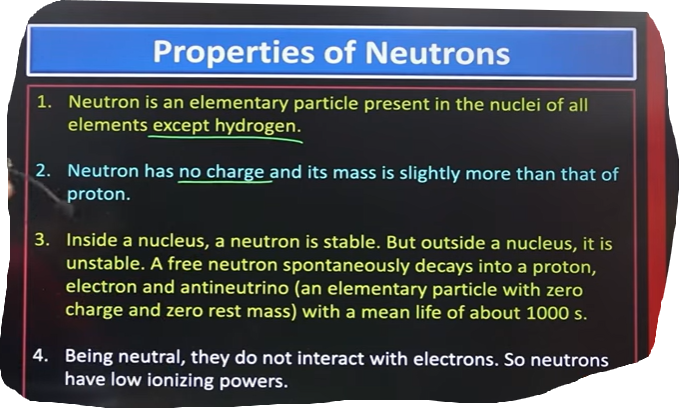 Properties of Neutrons
1. Neutron is an elementary particle present in the nuclei of all
elements except hydrogen.
2. Neutron has no charge and its mass is slightly more than that of
proton.
3. Inside a nucleus, a neutron is stable. But outside a nucleus, it is
unstable. A free neutron spontaneously decays into a proton,
electron and antineutrino (an elementary particle with zero
charge and zero rest mass) with a mean life of about 1000 s.
4. Being neutral, they do not interact with electrons. So neutrons
have low ionizing powers.